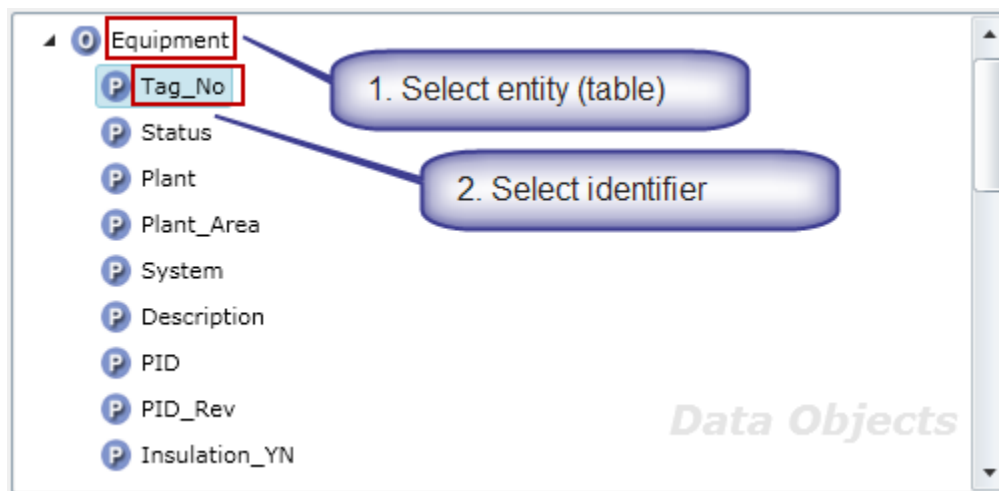 O Equipment
P Tag_No
1. Select entity (table)
P Status
P Plant
2. Select identifier
P Plant_Area
P System
P Description
P PID
P PID_Rev
Data Objects
P Insulation_YN